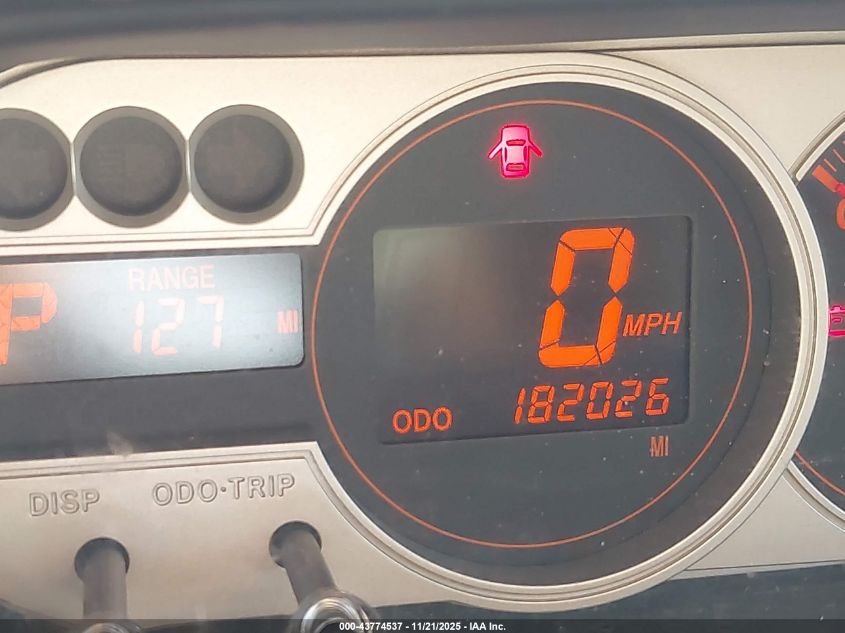 RANGE
P 127 MI
0 MPH
ODO 182026
MI
DISP ODO·TRIP
000-43774537 - 11/21/2025 - IAA Inc.